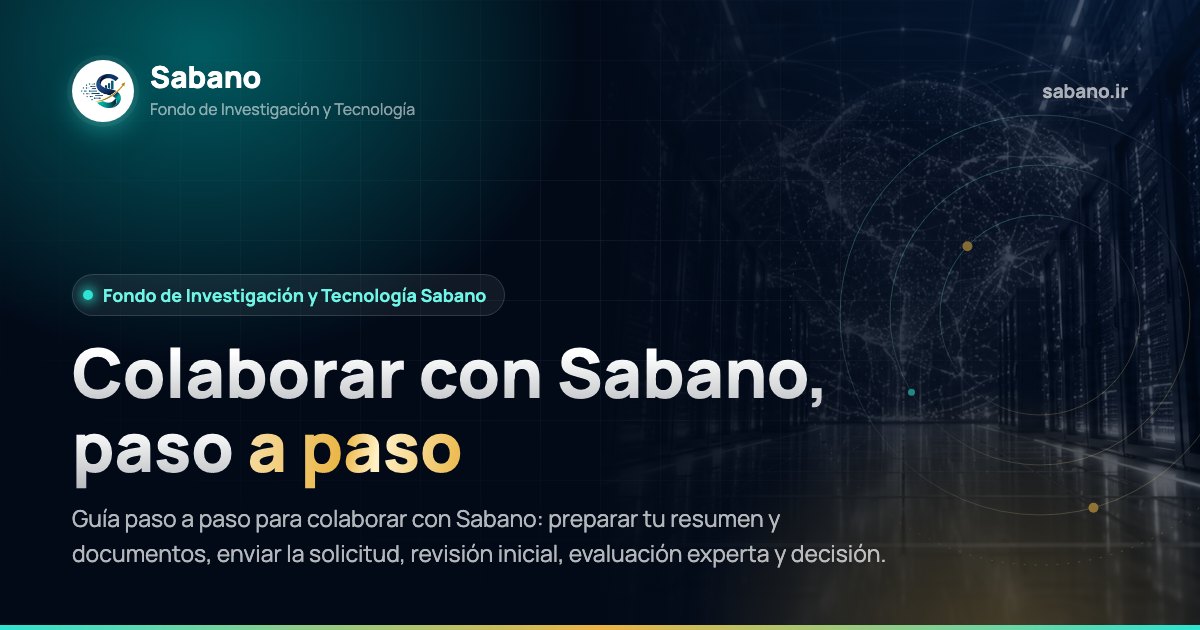 Sabano
Fondo de Investigación y Tecnología
sabano.ir
Fondo de Investigación y Tecnología Sabano
Colaborar con Sabano,
paso a paso
Guía paso a paso para colaborar con Sabano: preparar tu resumen y
documentos, enviar la solicitud, revisión inicial, evaluación experta y decisión.